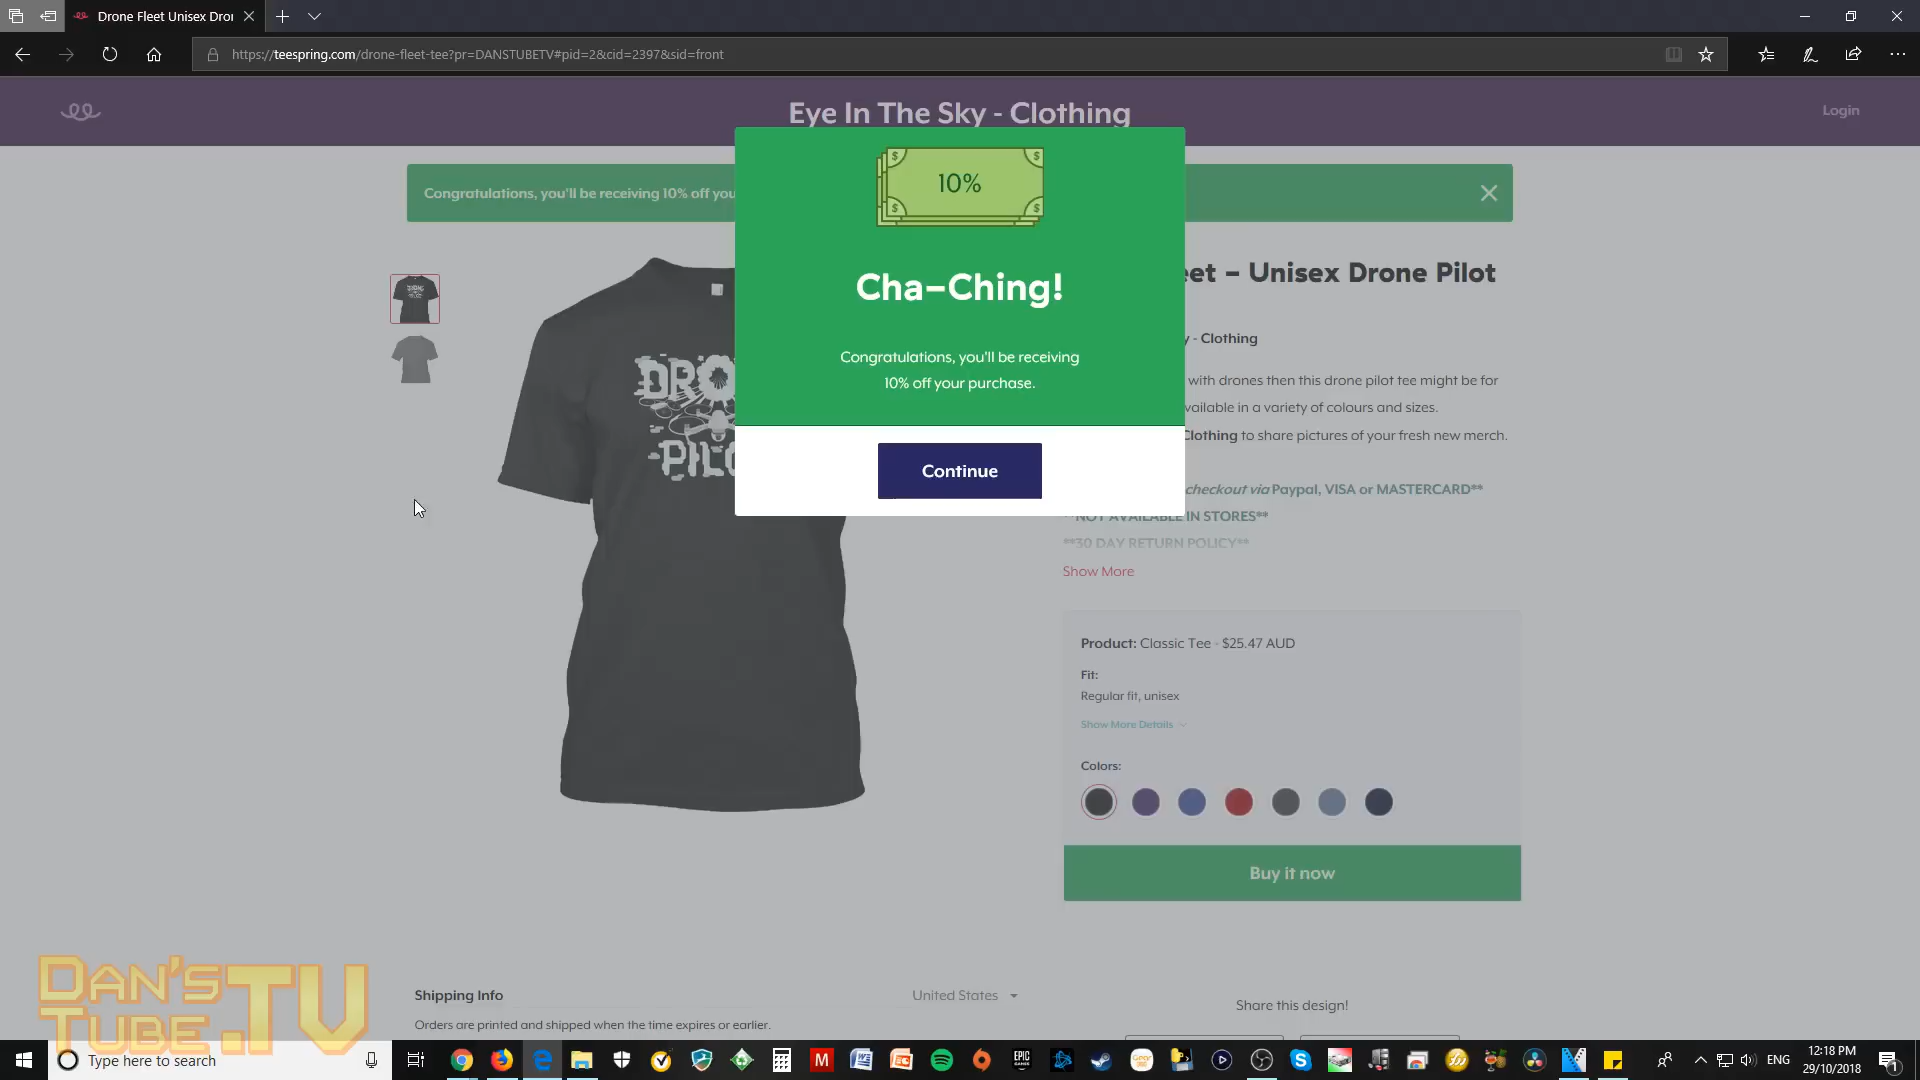 Drone Fleet Unisex Dro
https://teespring.com/drone-fleet-tee?pr=DANSTUBETV#pid=2&cid=2397&sid=front
Eye In The Sky - Clothing
Login
10%
Congratulations, you'll be receiving 10% off you
Cha-Ching!
Congratulations, you'll be receiving
10% off your purchase.
Continue
eet – Unisex Drone Pilot
y - Clothing
with drones then this drone pilot tee might be for
vailable in a variety of colours and sizes.
Clothing to share pictures of your fresh new merch.
checkout via Paypal, VISA or MASTERCARD**
**NOT AVAILABLE IN STORES**
**30 DAY RETURN POLICY**
Show More
DRO
PIL
Product: Classic Tee - $25.47 AUD
Fit:
Regular fit, unisex
Show More Details
Colors:
Buy it now
Shipping Info
United States
Orders are printed and shipped when the time expires or earlier.
Share this design!
DAN'S
TUBE.TV
Type here to search
ENG
12:18 PM
29/10/2018